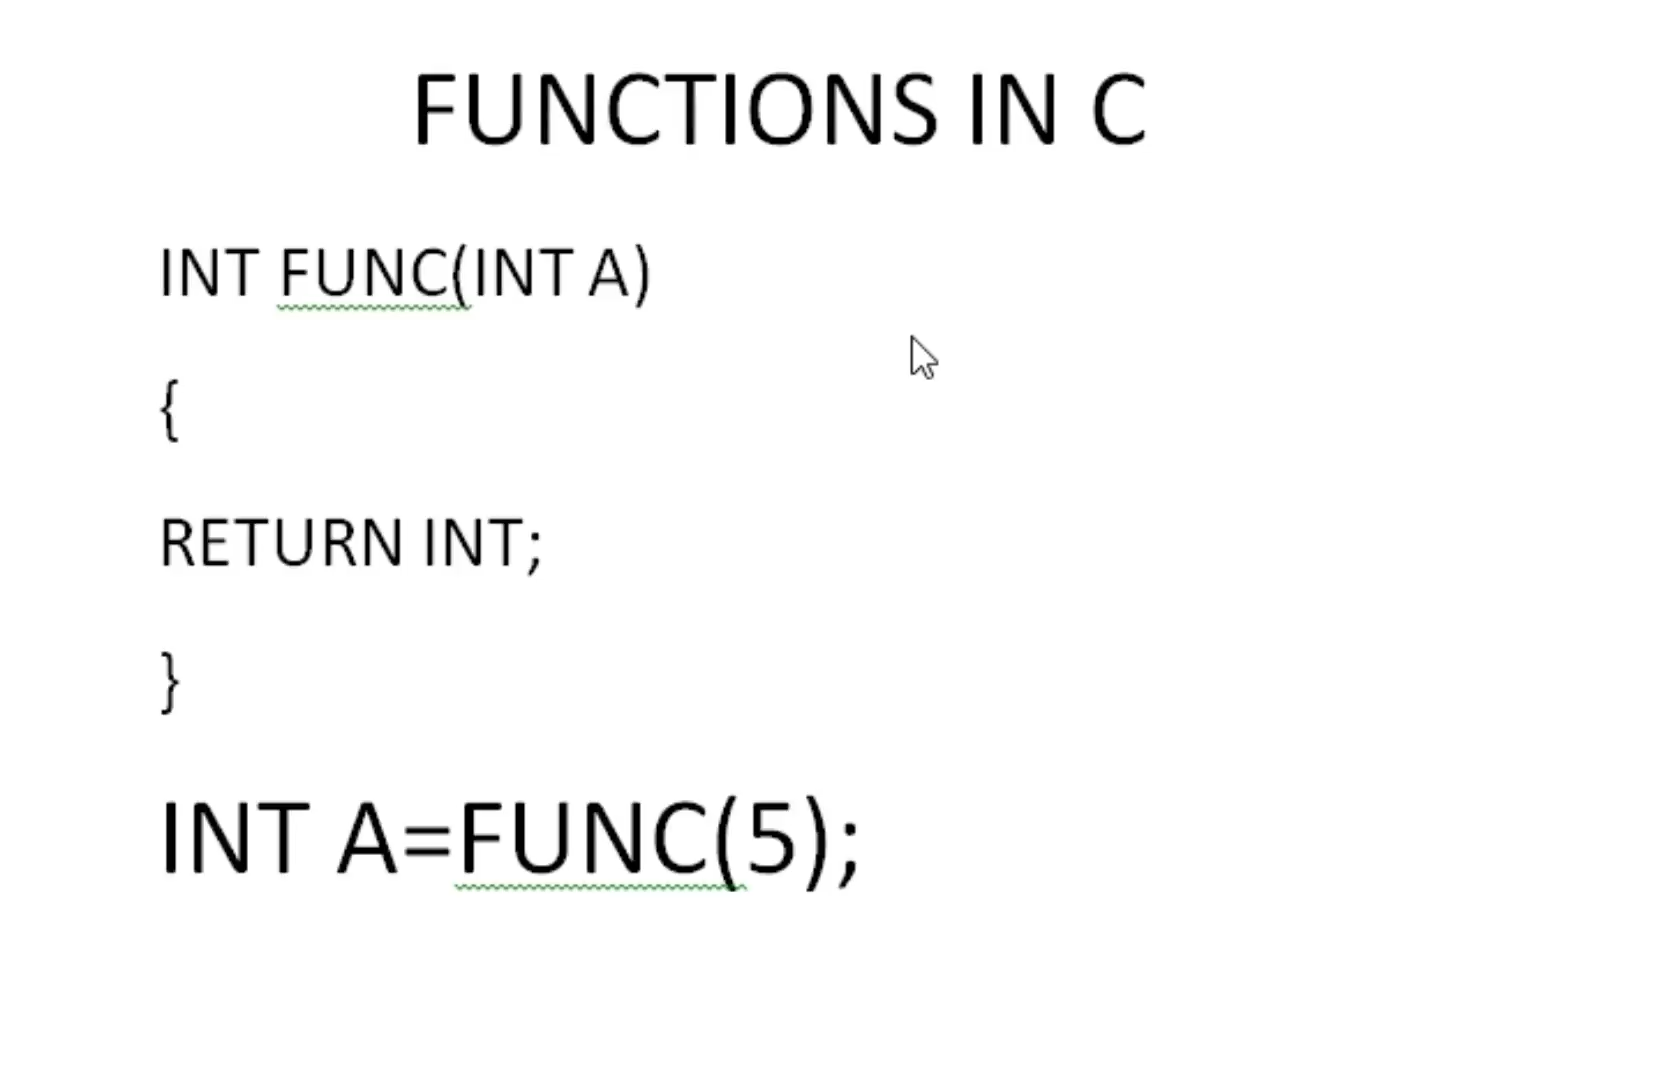 FUNCTIONS IN C
INT FUNC(INT A)
{
RETURN INT;
}
INT A=FUNC(5);